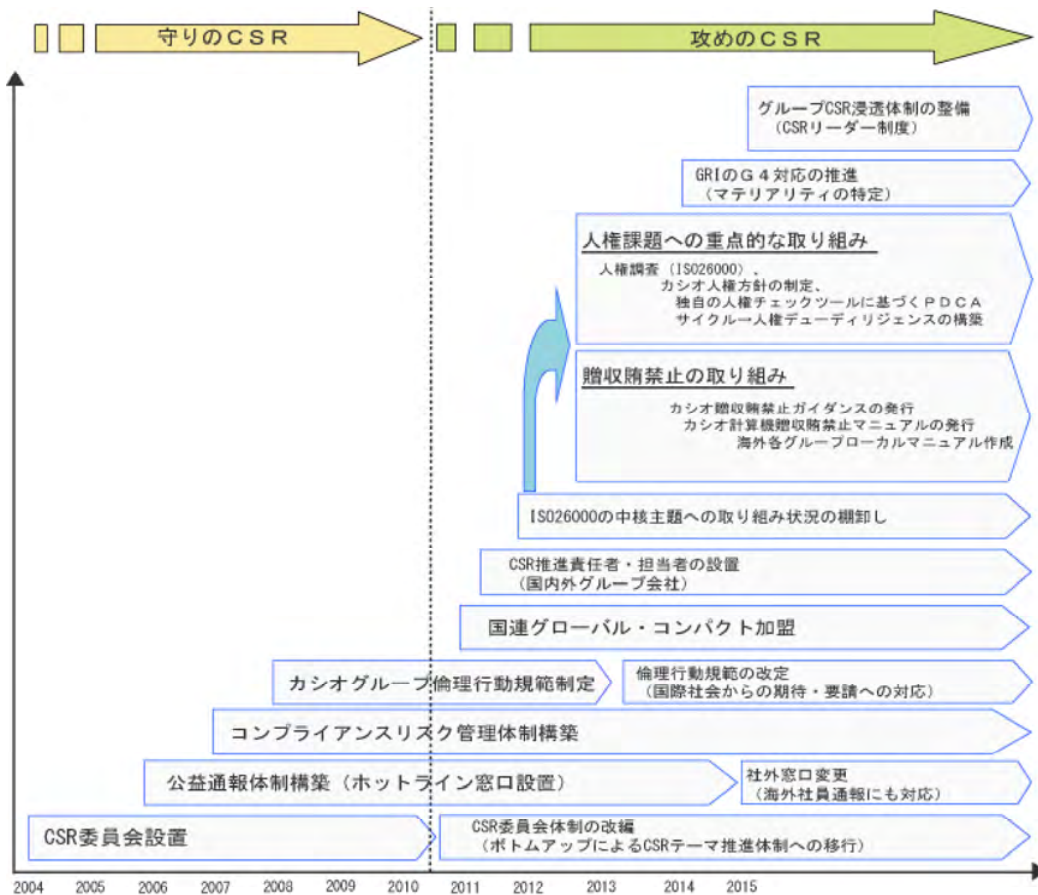 守りのCSR
攻めのCSR
グループCSR浸透体制の整備
(CSRリーダー制度)
GRIのG4対応の推進
(マテリアリティの特定)
人権課題への重点的な取り組み
人権調査(ISO26000)、
カシオ人権方針の制定、
独自の人権チェックツールに基づくPDCA
サイクルー人権デューディリジェンスの構築
贈収賄禁止の取り組み
カシオ贈収賄禁止ガイダンスの発行
カシオ計算機贈収賄禁止マニュアルの発行
海外各グループローカルマニュアル作成
ISO26000の中核主題への取り組み状況の棚卸し
CSR推進責任者・担当者の設置
(国内外グループ会社)
国連グローバル・コンパクト加盟
カシオグループ倫理行動規範制定
倫理行動規範の改定
(国際社会からの期待・要請への対応)
コンプライアンスリスク管理体制構築
公益通報体制構築(ホットライン窓口設置)
社外窓口変更
(海外社員通報にも対応)
CSR委員会設置
CSR委員会体制の改編
(ボトムアップによるCSRテーマ推進体制への移行)
2004 2005 2006 2007 2008 2009 2010 2011 2012 2013 2014 2015